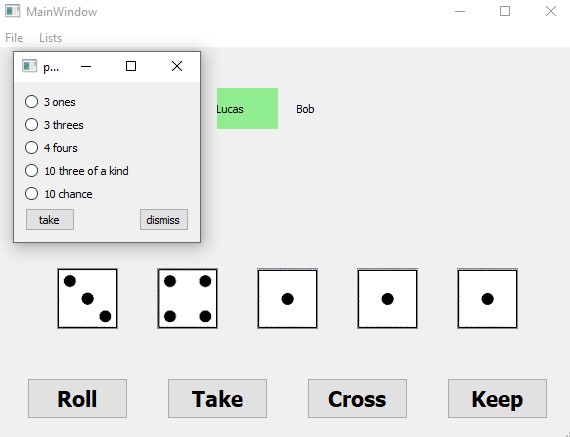 MainWindow
File Lists
p...
3 ones
3 threes
4 fours
10 three of a kind
10 chance
take dismiss
Lucas Bob
Roll Take Cross Keep